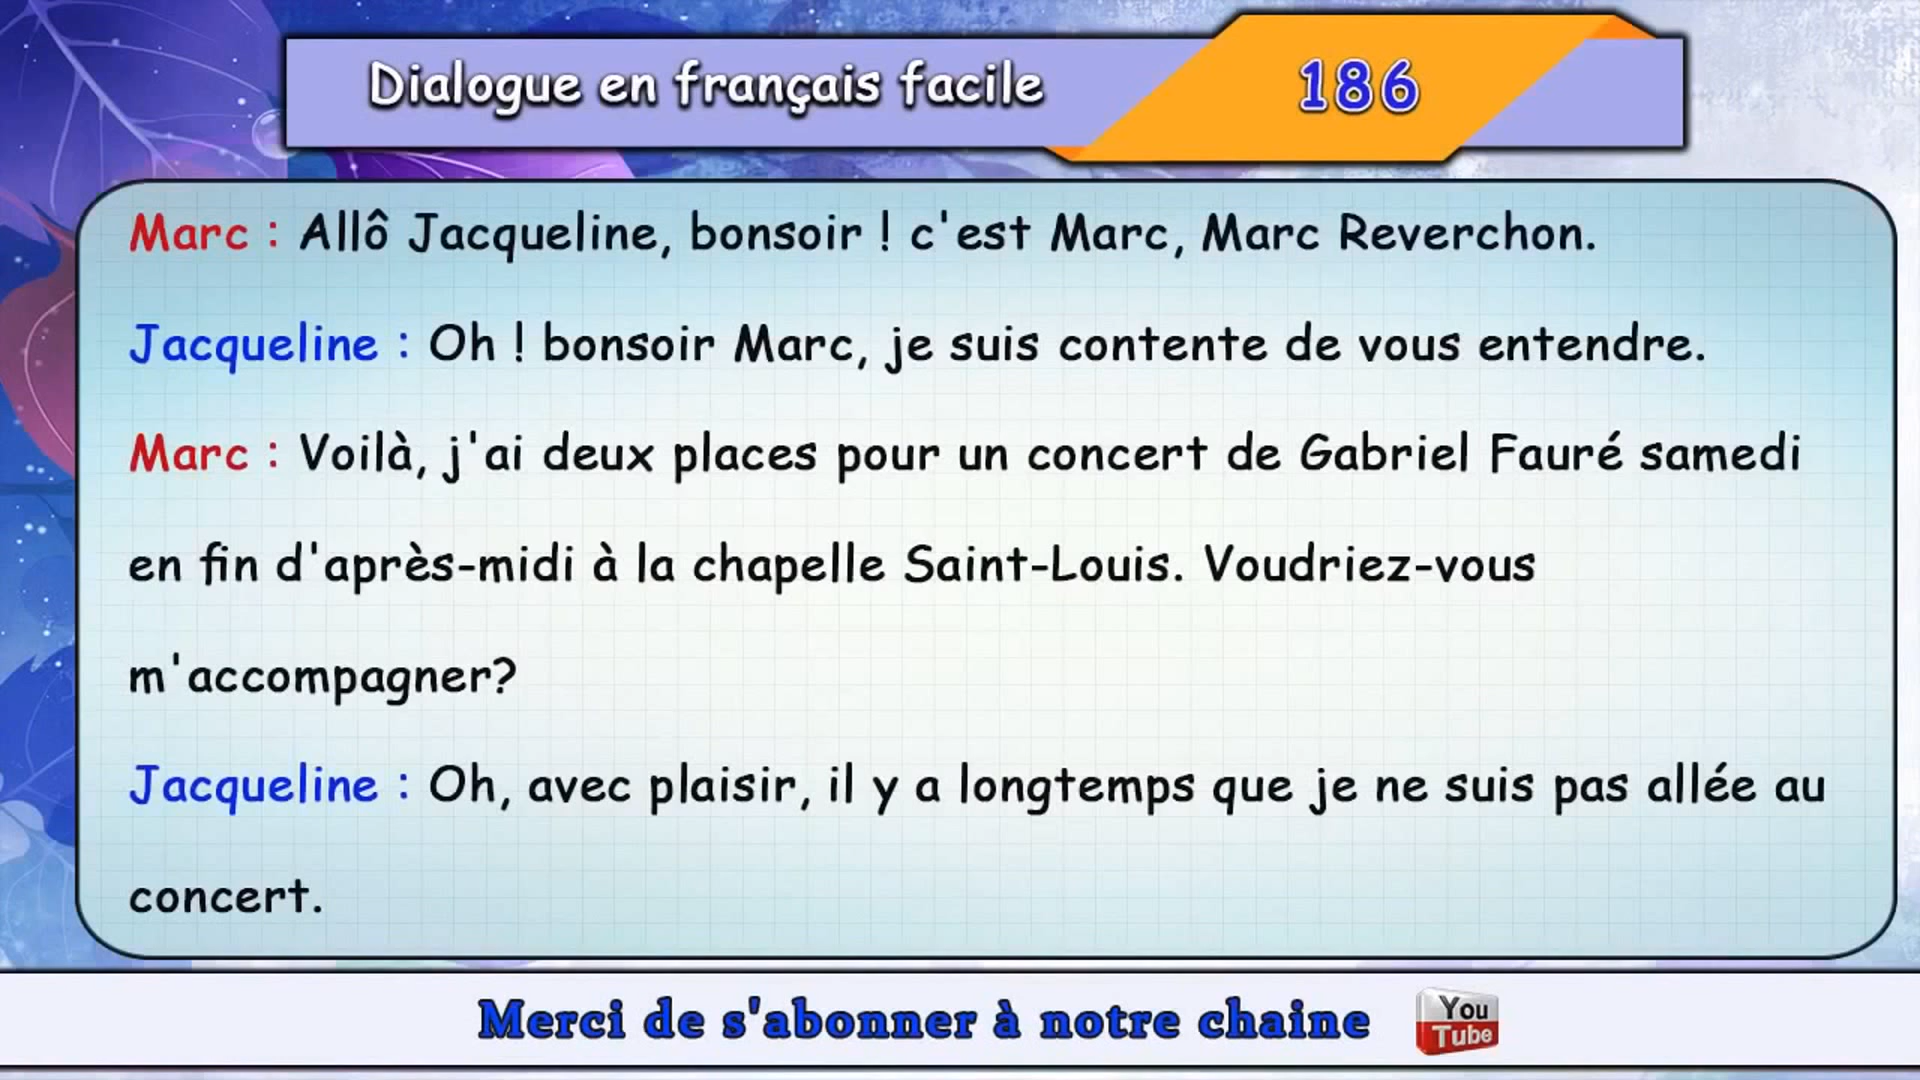 Dialogue en français facile
186
Marc : Allô Jacqueline, bonsoir ! c'est Marc, Marc Reverchon.
Jacqueline : Oh ! bonsoir Marc, je suis contente de vous entendre.
Marc : Voilà, j'ai deux places pour un concert de Gabriel Fauré samedi
en fin d'après-midi à la chapelle Saint-Louis. Voudriez-vous
m'accompagner?
Jacqueline : Oh, avec plaisir, il y a longtemps que je ne suis pas allée au
concert.
Merci de s'abonner à notre chaine
You
Tube